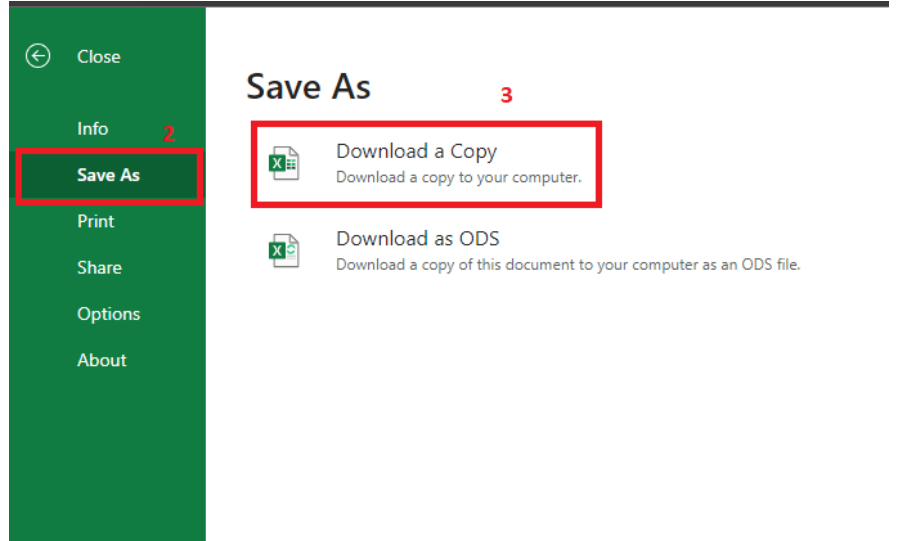 Close
Info
2
Save As
Print
Share
Options
About
Save As
3
Download a Copy
Download a copy to your computer.
Download as ODS
Download a copy of this document to your computer as an ODS file.